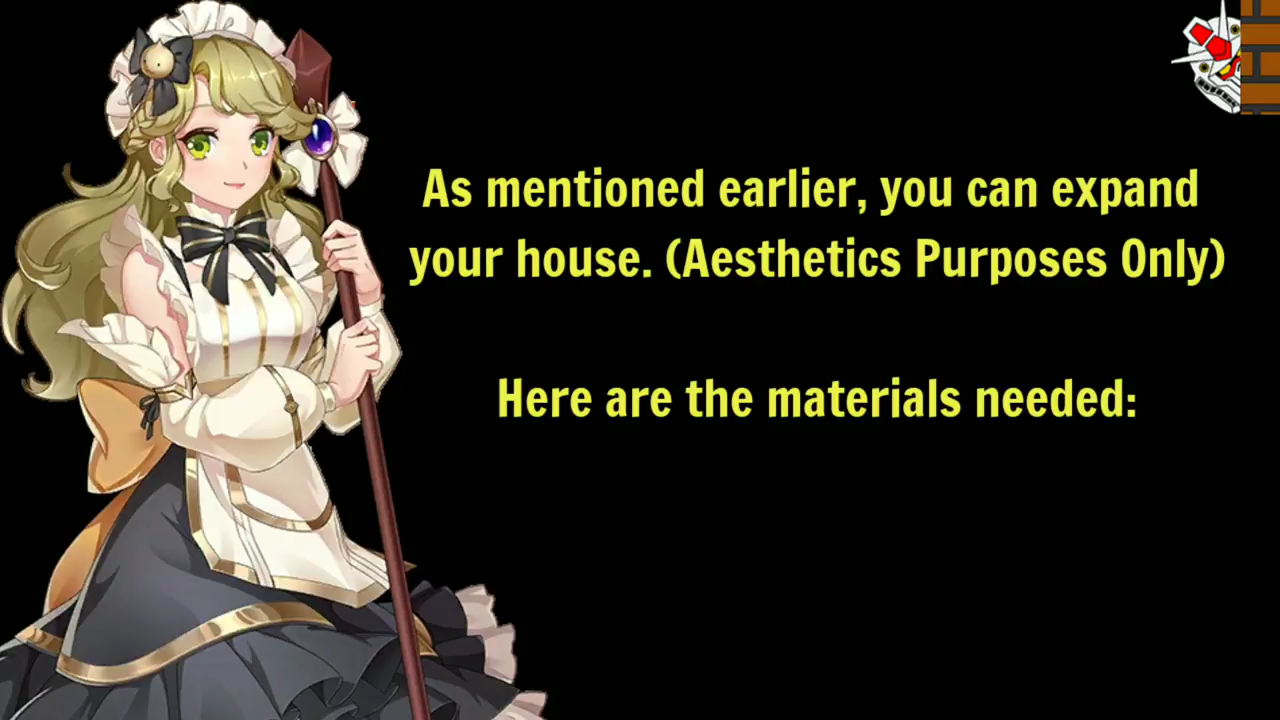 As mentioned earlier, you can expand
your house. (Aesthetics Purposes Only)
Here are the materials needed: